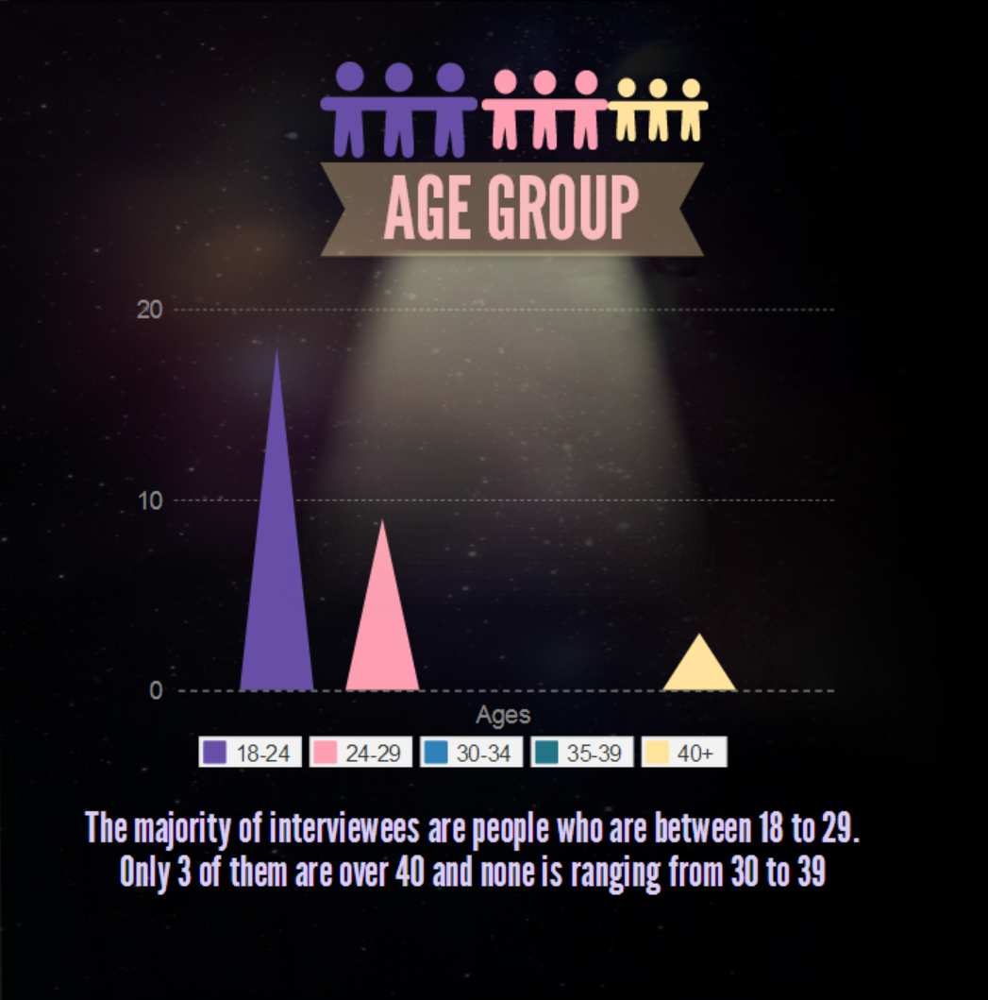 AGE GROUP
20
10
0
Ages
18-24 24-29 30-34 35-39 40+
The majority of interviewees are people who are between 18 to 29.
Only 3 of them are over 40 and none is ranging from 30 to 39